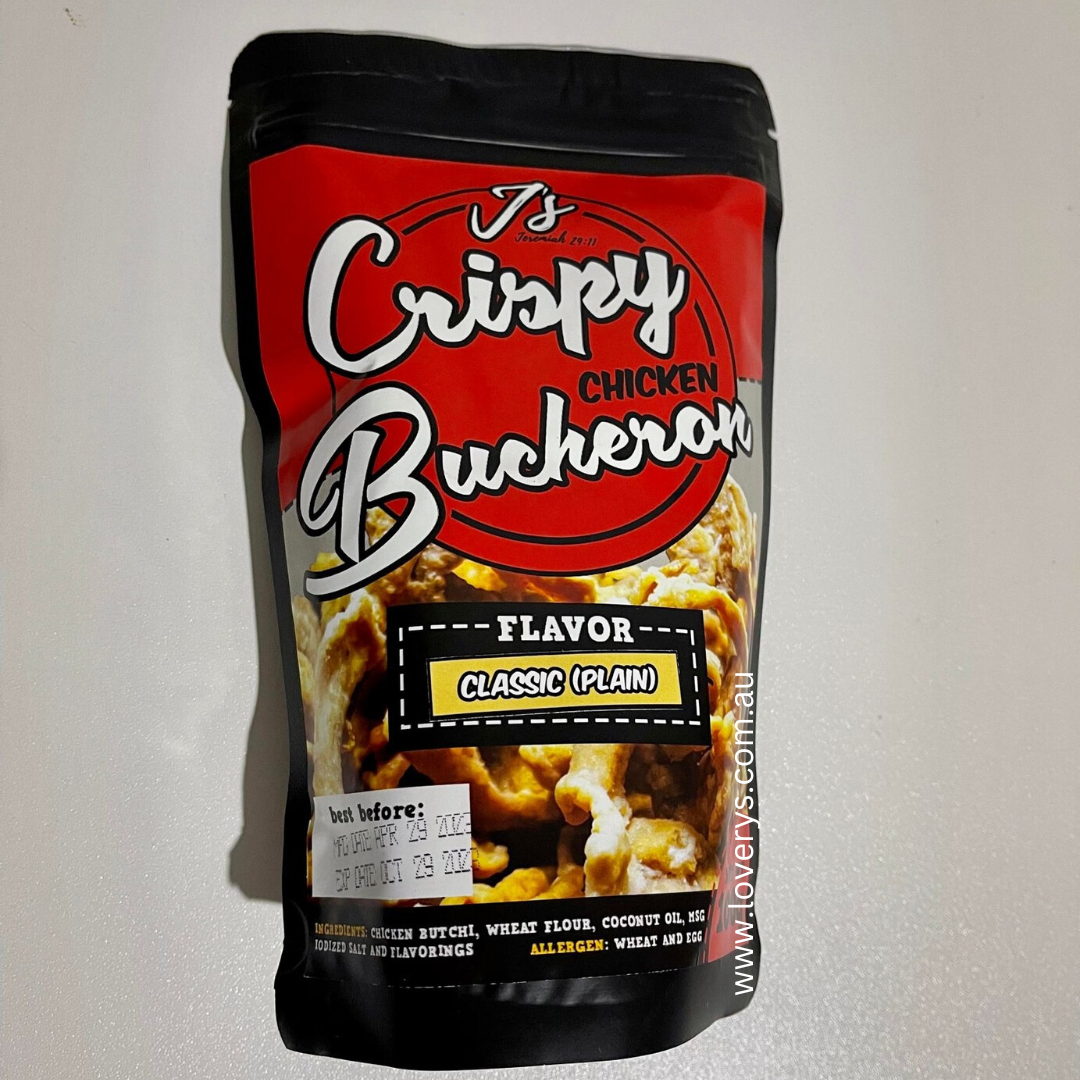 J's
Jeremiah 29:11
Crispy
CHICKEN
Bucheron
FLAVOR
CLASSIC (PLAIN)
best before:
MFG DATE APR 29 2023
EXP DATE OCT 29 2023
INGREDIENTS: CHICKEN BUTCHI, WHEAT FLOUR, COCONUT OIL, MSG
IODIZED SALT AND FLAVORINGS
ALLERGEN: WHEAT AND EGG
www.loverys.com.au